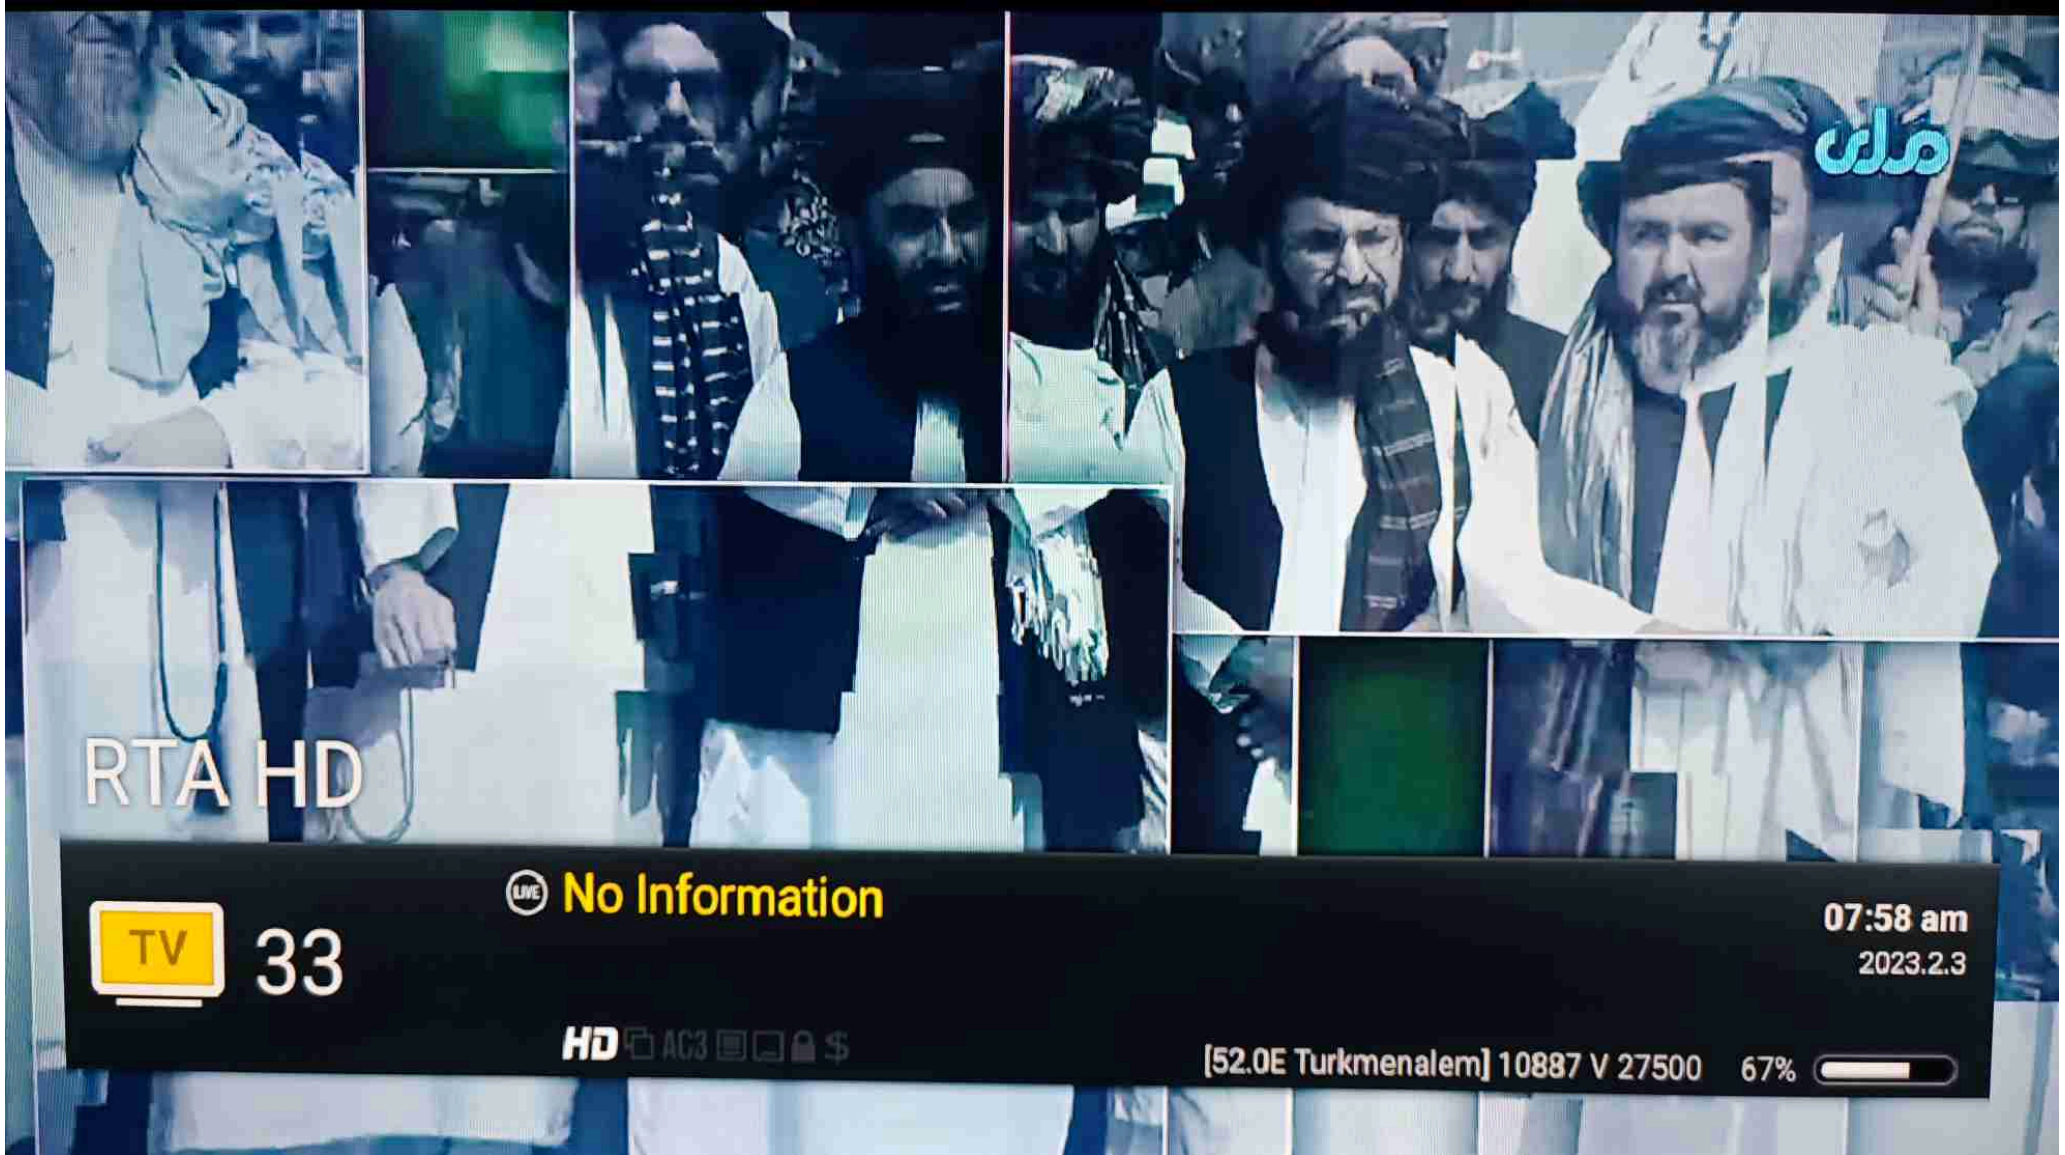 ملی
RTA HD
LIVE No Information
TV 33
07:58 am
2023.2.3
HD AC3 $
[52.0E Turkmenalem] 10887 V 27500 67%